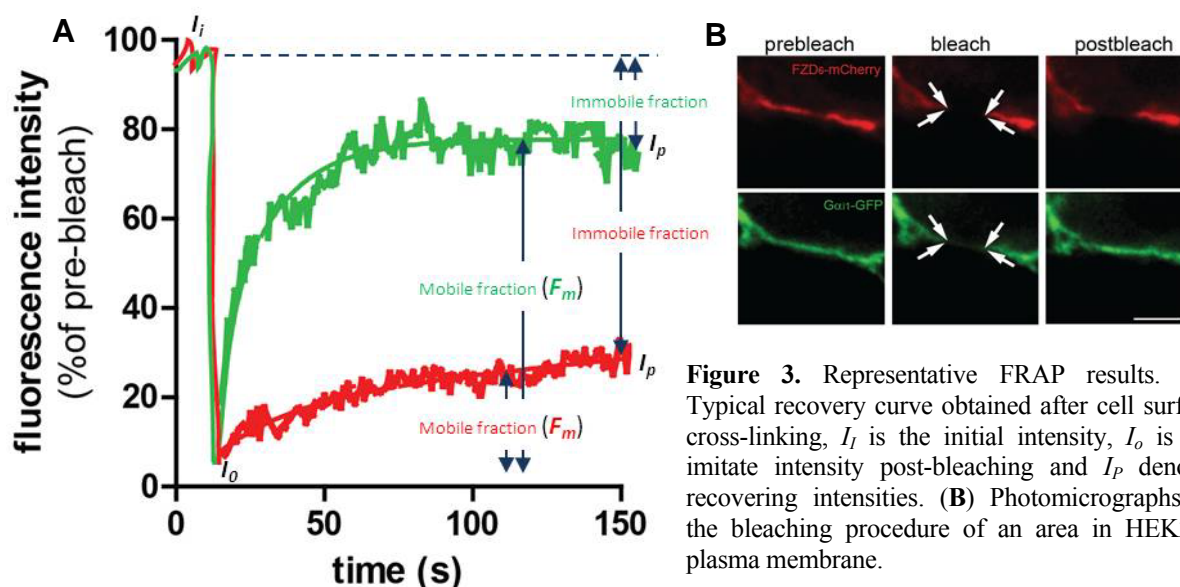 A
I_i
100
80
60
40
20
0
fluorescence intensity
(% of pre-bleach)
Immobile fraction
I_p
Immobile fraction
Mobile fraction (F_m)
I_p
Mobile fraction (F_m)
I_0
0 50 100 150
time (s)
B
prebleach bleach postbleach
FZD₆-mCherry
Gαi1-GFP
Figure 3. Representative FRAP results.
Typical recovery curve obtained after cell surf
cross-linking, I_I is the initial intensity, I_o is
imitate intensity post-bleaching and I_P deno
recovering intensities. (B) Photomicrographs
the bleaching procedure of an area in HEK
plasma membrane.